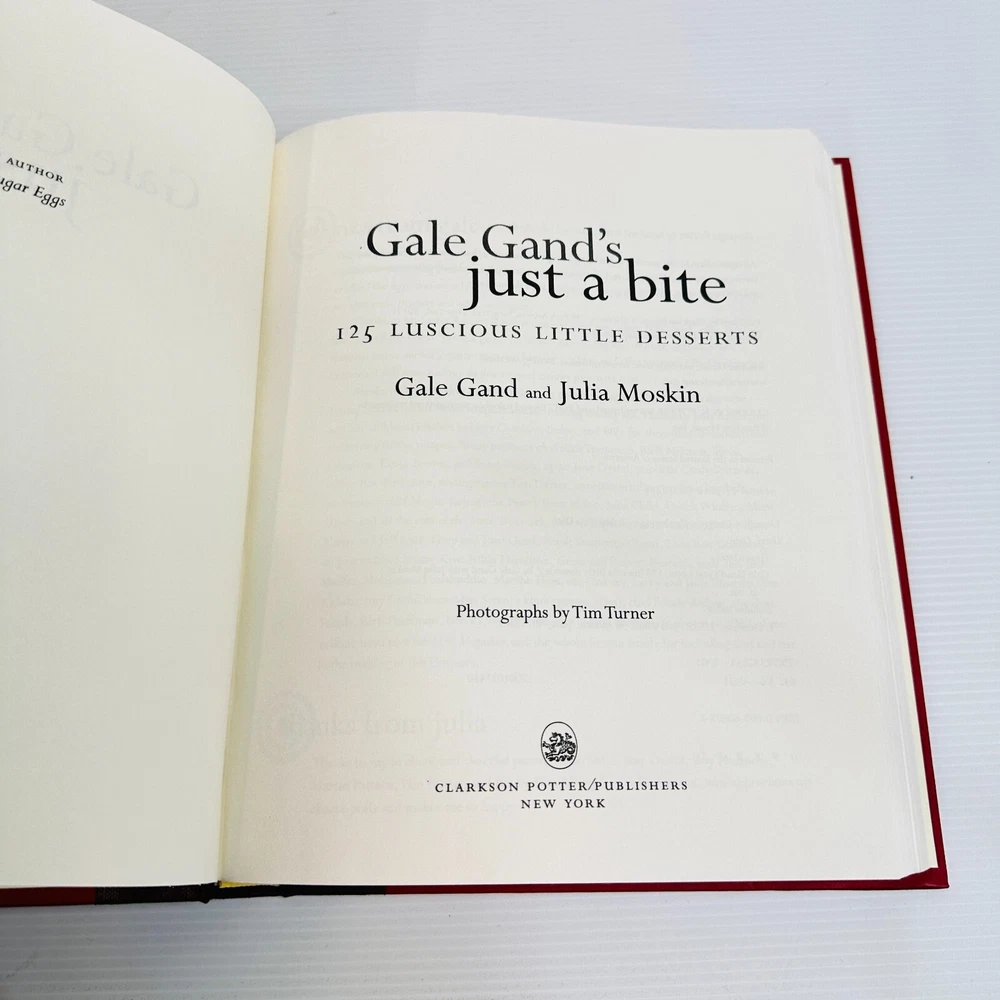 AUTHOR
ugar Eggs
Gale Gand's
just a bite
125 LUSCIOUS LITTLE DESSERTS
Gale Gand and Julia Moskin
Photographs by Tim Turner
CLARKSON POTTER/PUBLISHERS
NEW YORK